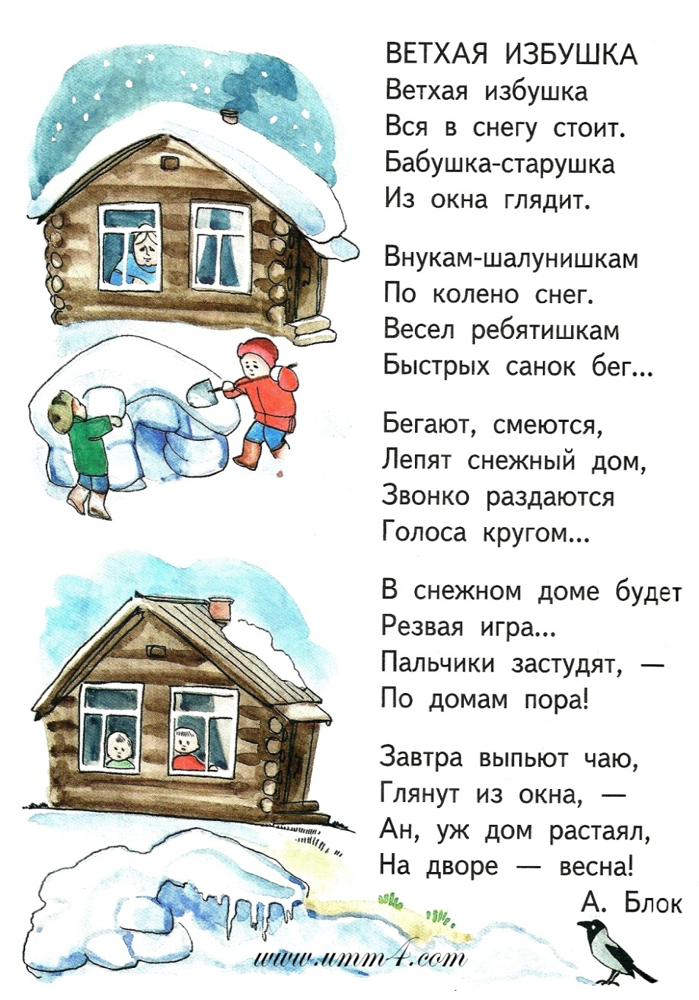 ВЕТХАЯ ИЗБУШКА
Ветхая избушка
Вся в снегу стоит.
Бабушка-старушка
Из окна глядит.
Внукам-шалунишкам
По колено снег.
Весел ребятишкам
Быстрых санок бег...
Бегают, смеются,
Лепят снежный дом,
Звонко раздаются
Голоса кругом...
В снежном доме будет
Резвая игра...
Пальчики застудят, —
По домам пора!
Завтра выпьют чаю,
Глянут из окна, —
Ан, уж дом растаял,
На дворе — весна!
А. Блок
www.umm4.com